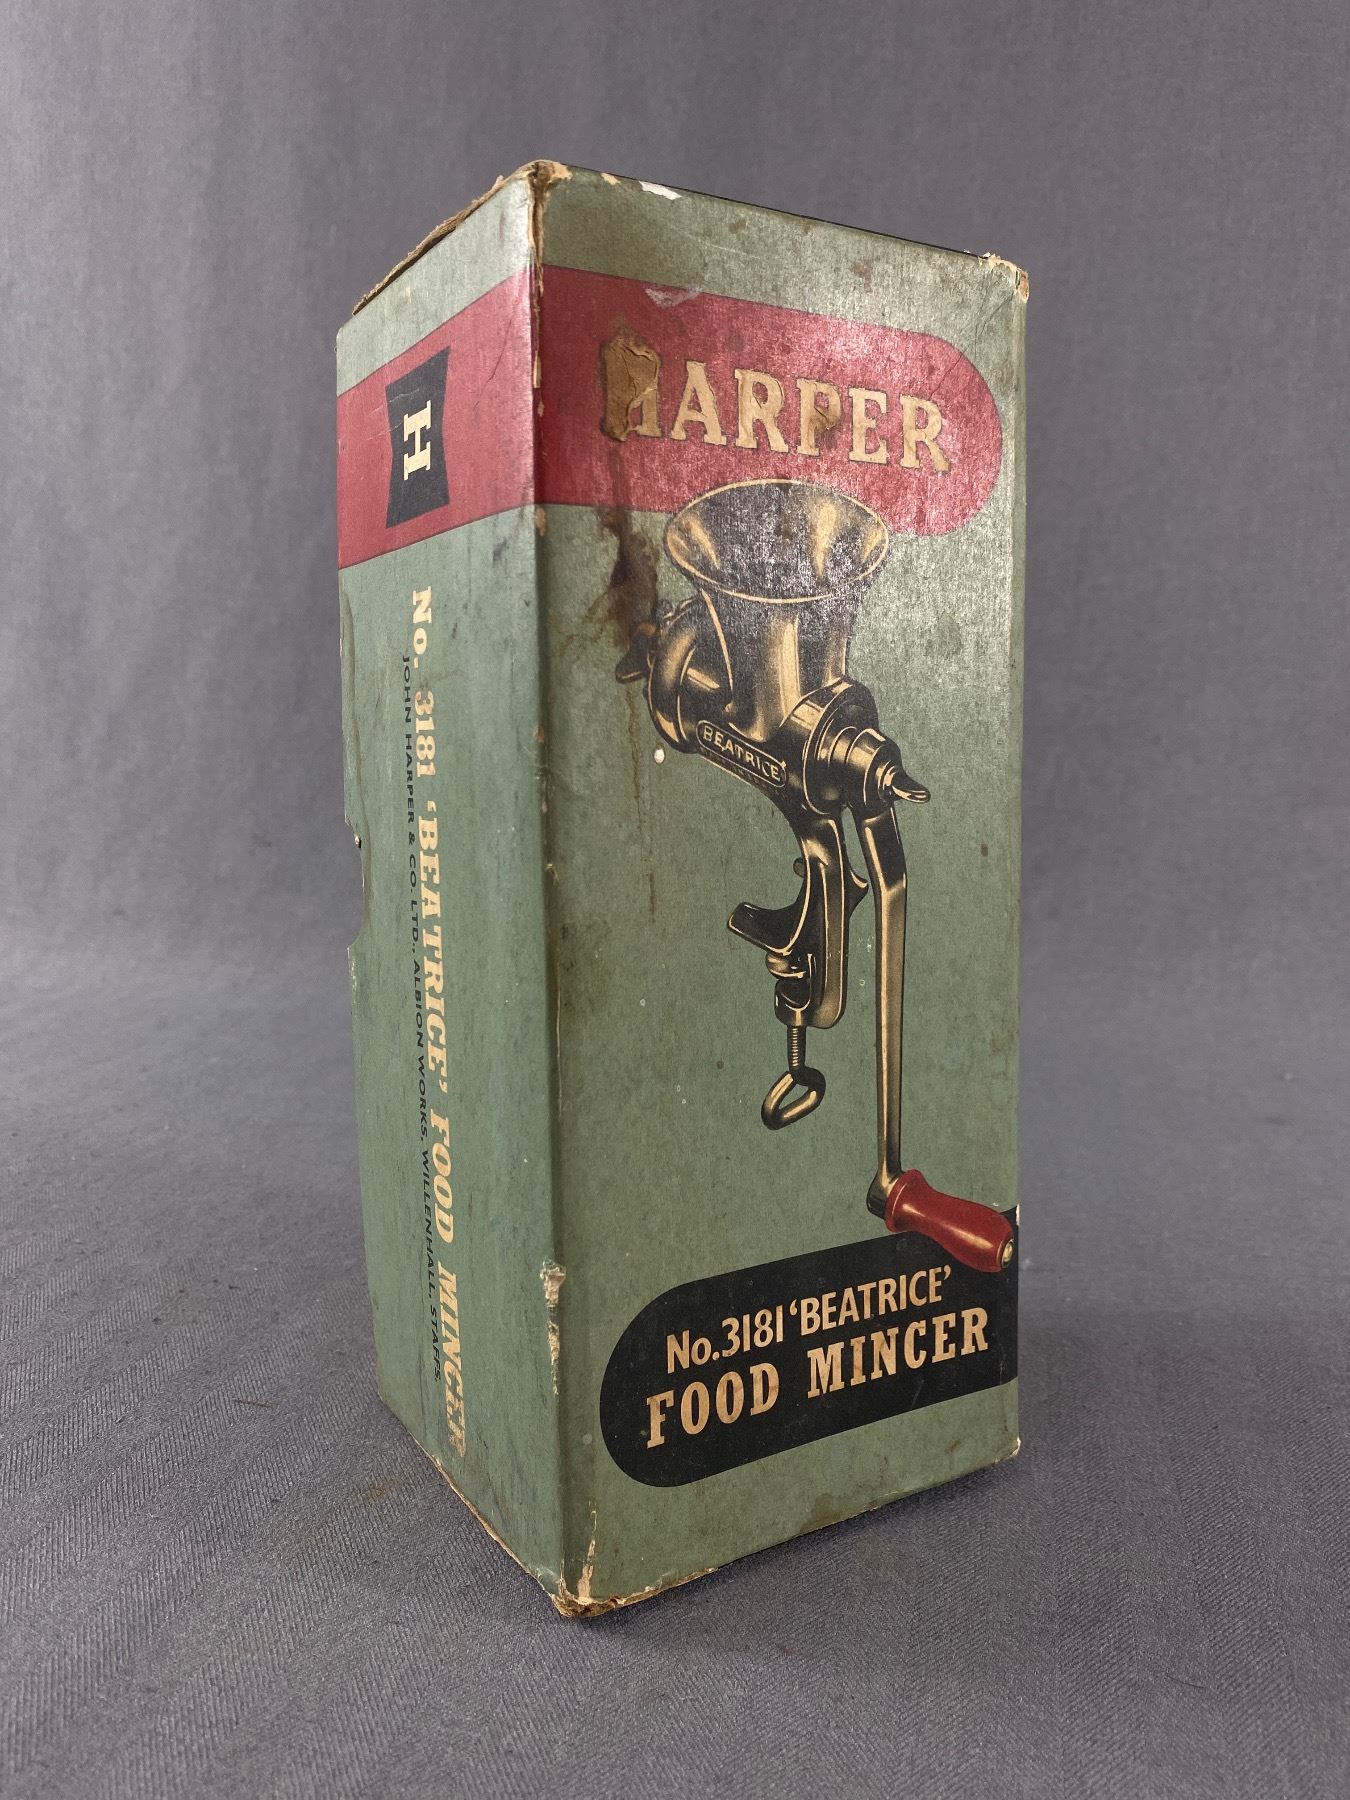 HARPER
BEATRICE
No. 3181 'BEATRICE'
FOOD MINCER
H
No. 3181 'BEATRICE' FOOD MINCER
JOHN HARPER & CO. LTD., ALBION WORKS, WILLENHALL, STAFFS.